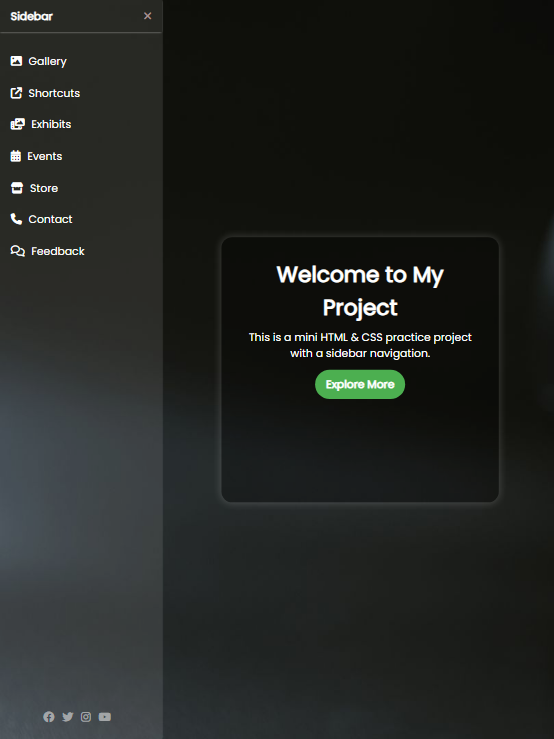 Sidebar
Gallery
Shortcuts
Exhibits
Events
Store
Contact
Feedback
Welcome to My
Project
This is a mini HTML & CSS practice project
with a sidebar navigation.
Explore More